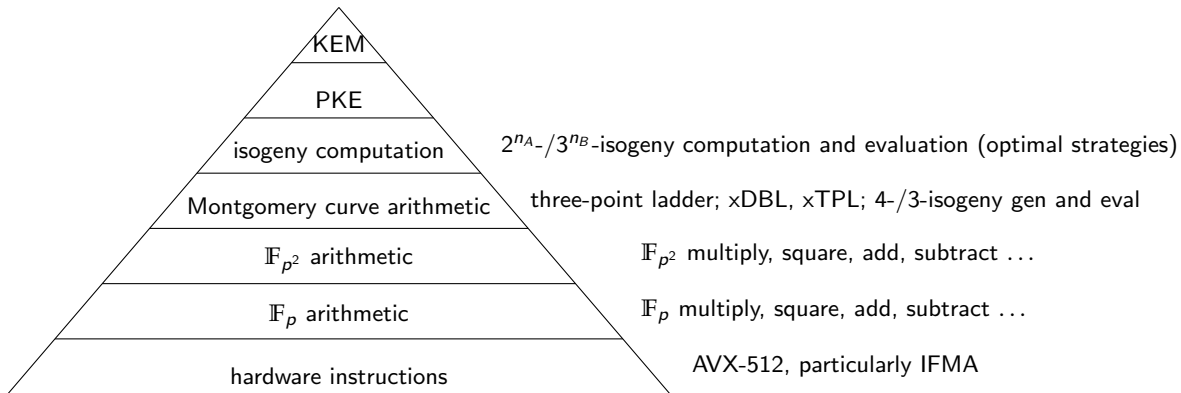 KEM
PKE
isogeny computation
2^{n_A}-/3^{n_B}-isogeny computation and evaluation (optimal strategies)
Montgomery curve arithmetic
three-point ladder; xDBL, xTPL; 4-/3-isogeny gen and eval
𝔽_{p^2} arithmetic
𝔽_{p^2} multiply, square, add, subtract …
𝔽_p arithmetic
𝔽_p multiply, square, add, subtract …
hardware instructions
AVX-512, particularly IFMA